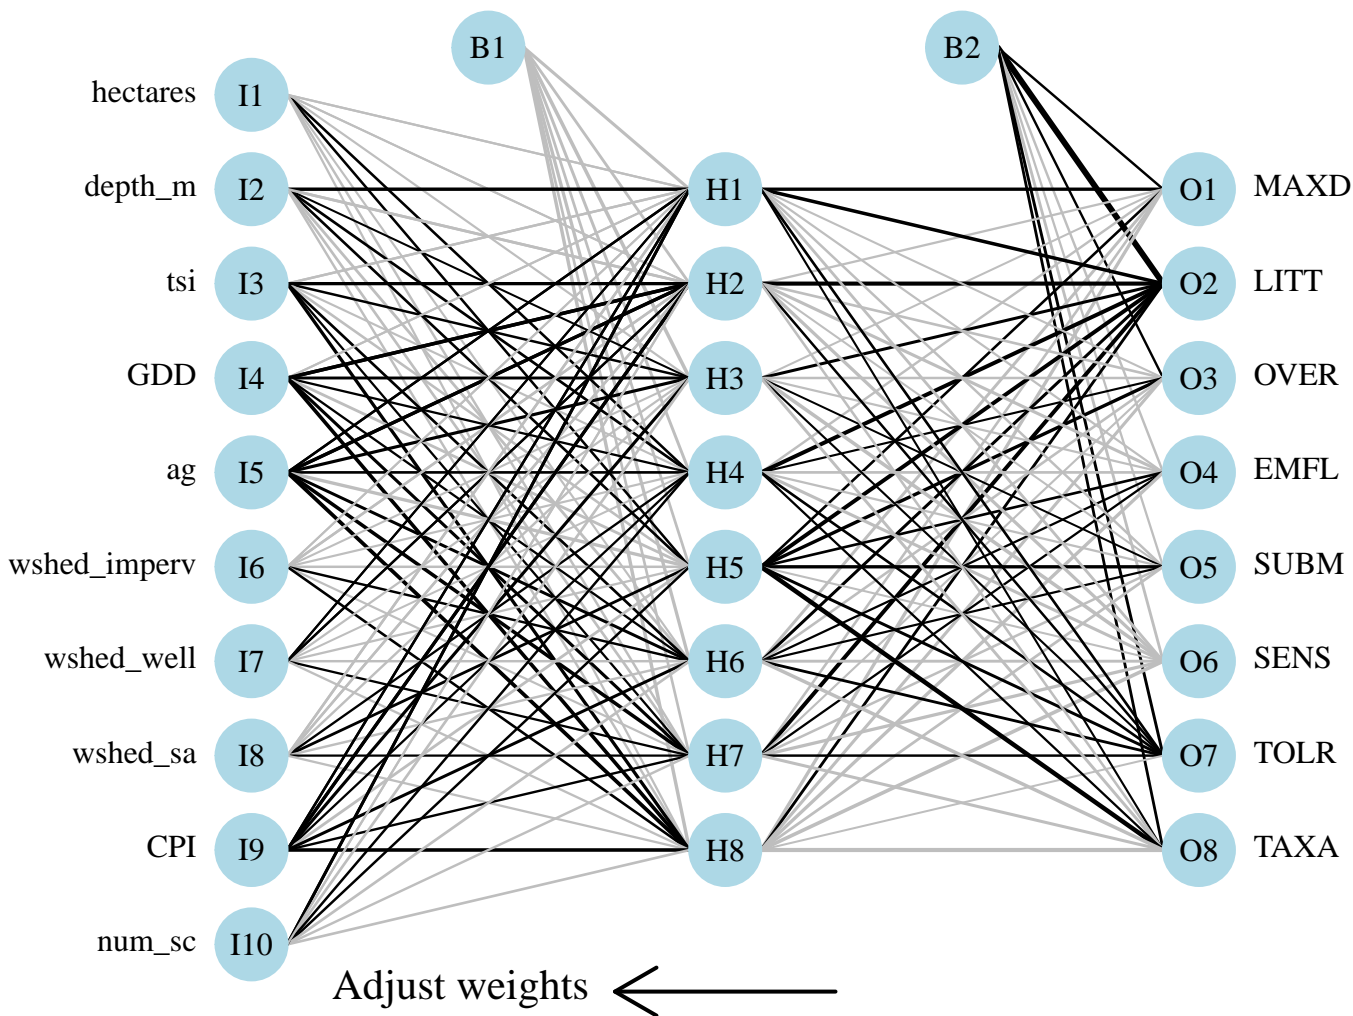 B1 B2
hectares I1
depth_m I2 H1 O1 MAXD
tsi I3 H2 O2 LITT
GDD I4 H3 O3 OVER
ag I5 H4 O4 EMFL
wshed_imperv I6 H5 O5 SUBM
wshed_well I7 H6 O6 SENS
wshed_sa I8 H7 O7 TOLR
CPI I9 H8 O8 TAXA
num_sc I10
Adjust weights